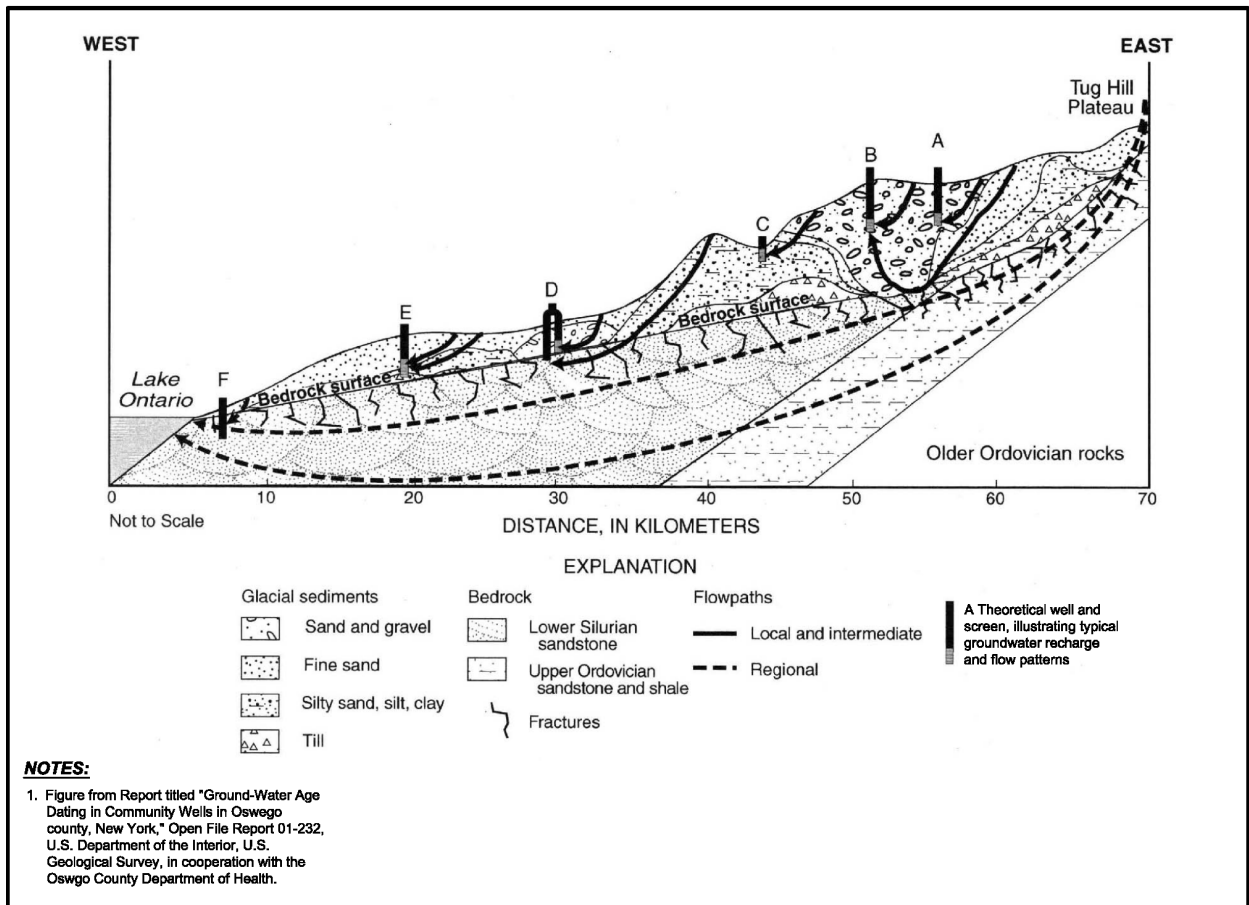 WEST
EAST
Tug Hill
Plateau
A
B
C
D
E
F
Bedrock surface
Bedrock surface
Lake
Ontario
Older Ordovician rocks
0
10
20
30
40
50
60
70
Not to Scale
DISTANCE, IN KILOMETERS
EXPLANATION
Glacial sediments
Sand and gravel
Fine sand
Silty sand, silt, clay
Till
Bedrock
Lower Silurian
sandstone
Upper Ordovician
sandstone and shale
Fractures
Flowpaths
Local and intermediate
Regional
A Theoretical well and
screen, illustrating typical
groundwater recharge
and flow patterns
NOTES:
1. Figure from Report titled "Ground-Water Age
Dating in Community Wells in Oswego
county, New York," Open File Report 01-232,
U.S. Department of the Interior, U.S.
Geological Survey, in cooperation with the
Oswgo County Department of Health.